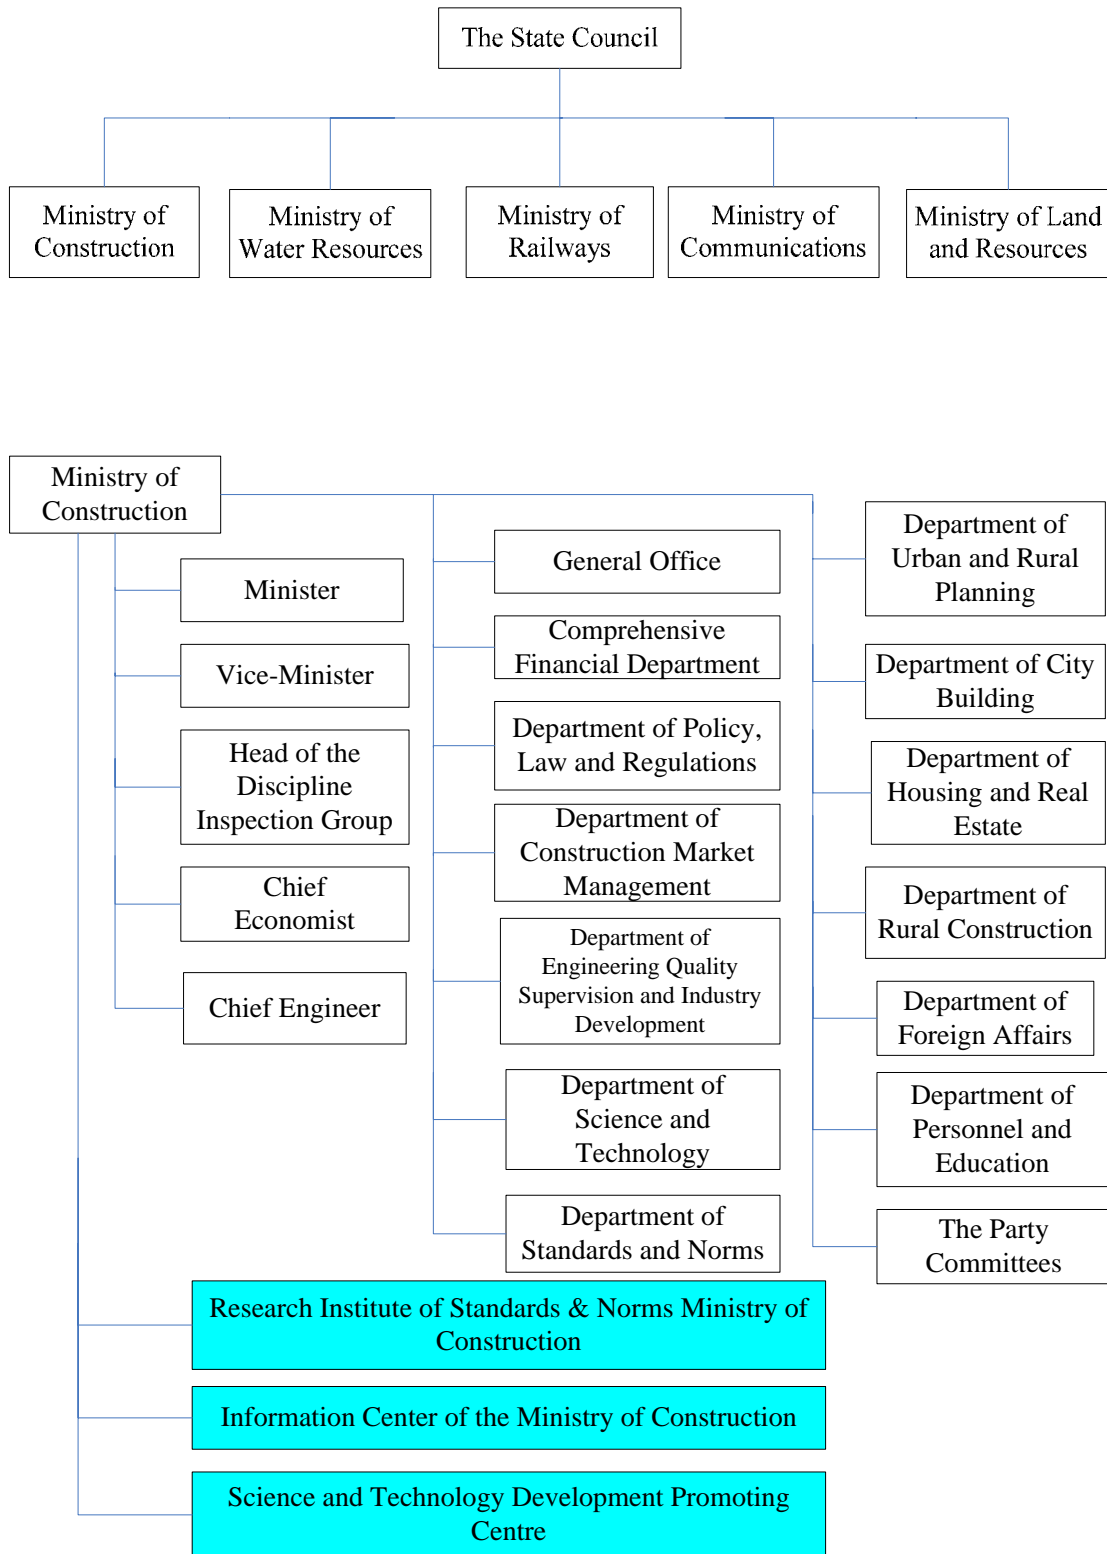 The State Council
Ministry of
Construction
Ministry of
Water Resources
Ministry of
Railways
Ministry of
Communications
Ministry of Land
and Resources
Ministry of
Construction
Minister
Vice-Minister
Head of the
Discipline
Inspection Group
Chief
Economist
Chief Engineer
General Office
Comprehensive
Financial Department
Department of Policy,
Law and Regulations
Department of
Construction Market
Management
Department of
Engineering Quality
Supervision and Industry
Development
Department of
Science and
Technology
Department of
Standards and Norms
Department of
Urban and Rural
Planning
Department of City
Building
Department of
Housing and Real
Estate
Department of
Rural Construction
Department of
Foreign Affairs
Department of
Personnel and
Education
The Party
Committees
Research Institute of Standards & Norms Ministry of
Construction
Information Center of the Ministry of Construction
Science and Technology Development Promoting
Centre